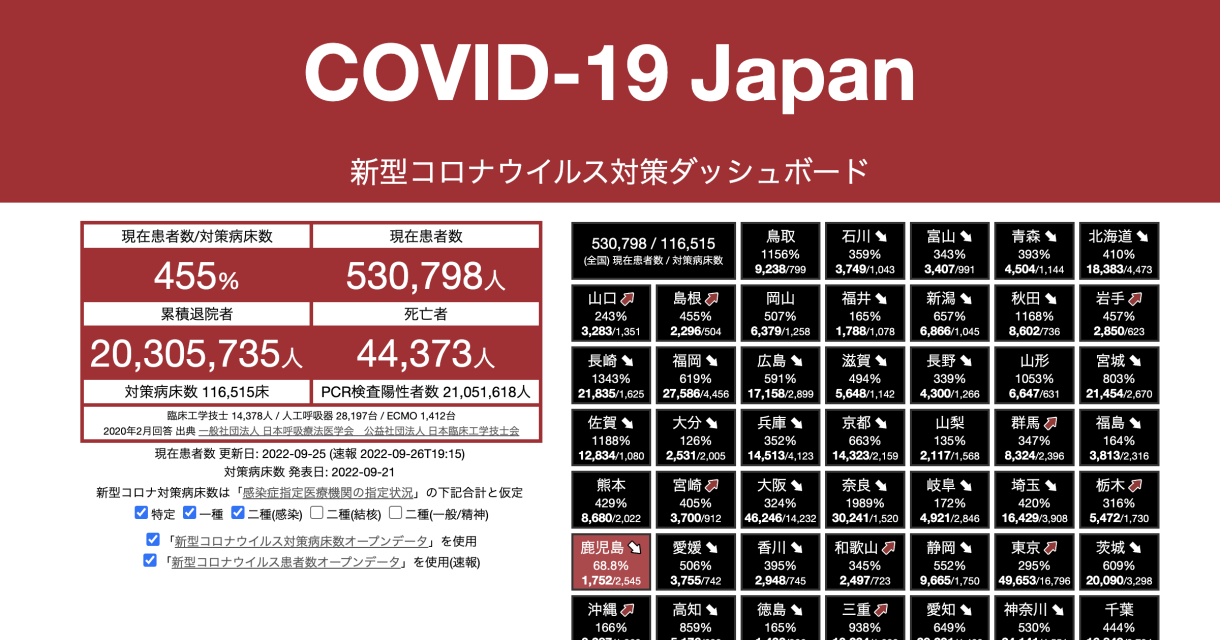 COVID-19 Japan
新型コロナウイルス対策ダッシュボード
現在患者数/対策病床数
現在患者数
455%
530,798人
累積退院者
死亡者
20,305,735人
44,373人
対策病床数 116,515床
PCR検査陽性者数 21,051,618人
臨床工学技士 14,378人 / 人工呼吸器 28,197台 / ECMO 1,412台
2020年2月回答 出典 一般社団法人 日本呼吸療法医学会　公益社団法人 日本臨床工学技士会
現在患者数 更新日: 2022-09-25 (速報 2022-09-26T19:15)
対策病床数 発表日: 2022-09-21
新型コロナ対策病床数は「感染症指定医療機関の指定状況」の下記合計と仮定
特定 一種 二種(感染) 二種(結核) 二種(一般/精神)
「新型コロナウイルス対策病床数オープンデータ」を使用
「新型コロナウイルス患者数オープンデータ」を使用(速報)
530,798 / 116,515
(全国) 現在患者数 / 対策病床数
鳥取
1156%
9,238/799
石川
359%
3,749/1,043
富山
343%
3,407/991
青森
393%
4,504/1,144
北海道
410%
18,383/4,473
山口
243%
3,283/1,351
島根
455%
2,296/504
岡山
507%
6,379/1,258
福井
165%
1,788/1,078
新潟
657%
6,866/1,045
秋田
1168%
8,602/736
岩手
457%
2,850/623
長崎
1343%
21,835/1,625
福岡
619%
27,586/4,456
広島
591%
17,158/2,899
滋賀
494%
5,648/1,142
長野
339%
4,300/1,266
山形
1053%
6,647/631
宮城
803%
21,454/2,670
佐賀
1188%
12,834/1,080
大分
126%
2,531/2,005
兵庫
352%
14,513/4,123
京都
663%
14,323/2,159
山梨
135%
2,117/1,568
群馬
347%
8,324/2,396
福島
164%
3,813/2,316
熊本
429%
8,680/2,022
宮崎
405%
3,700/912
大阪
324%
46,246/14,232
奈良
1989%
30,241/1,520
岐阜
172%
4,921/2,846
埼玉
420%
16,429/3,908
栃木
316%
5,472/1,730
鹿児島
68.8%
1,752/2,545
愛媛
506%
3,755/742
香川
395%
2,948/745
和歌山
345%
2,497/723
静岡
552%
9,665/1,750
東京
295%
49,653/16,796
茨城
609%
20,090/3,298
沖縄
166%
高知
859%
徳島
165%
三重
938%
愛知
649%
神奈川
530%
千葉
444%